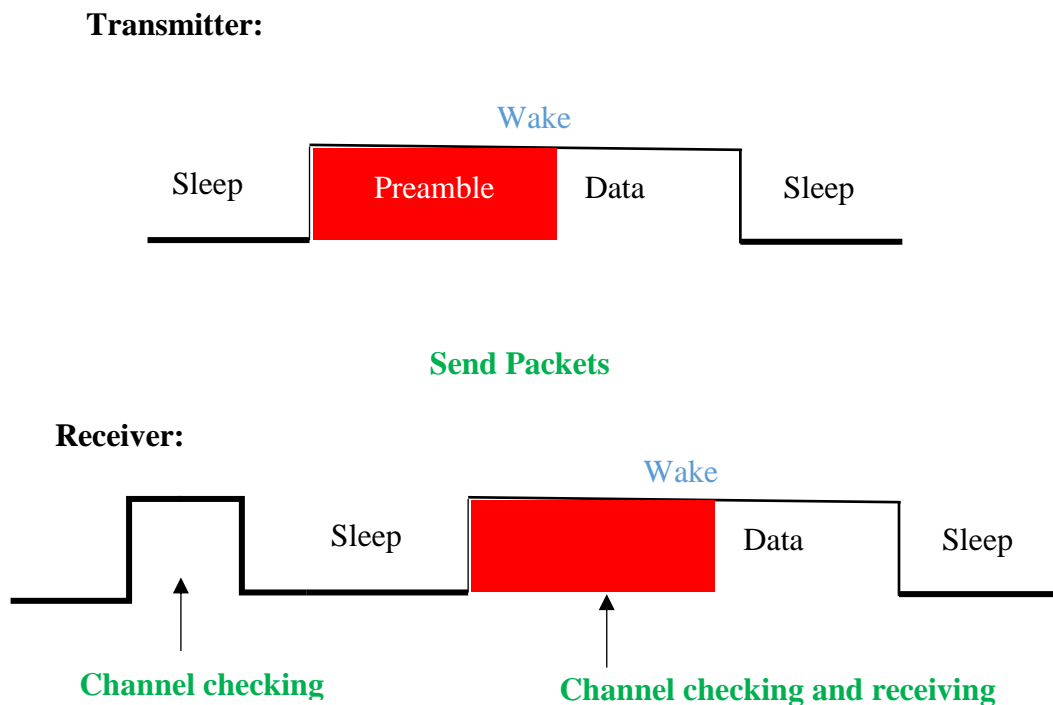 Transmitter:
Wake
Sleep
Preamble
Data
Sleep
Send Packets
Receiver:
Wake
Sleep
Data
Sleep
Channel checking
Channel checking and receiving